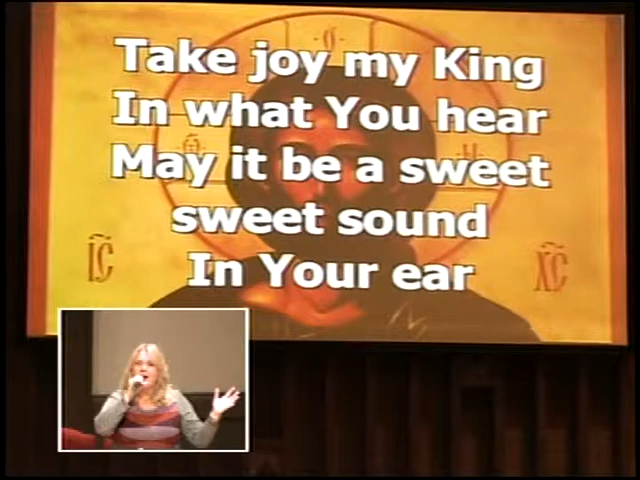 Take joy my King
In what You hear
May it be a sweet
sweet sound
In Your ear
IC
XC